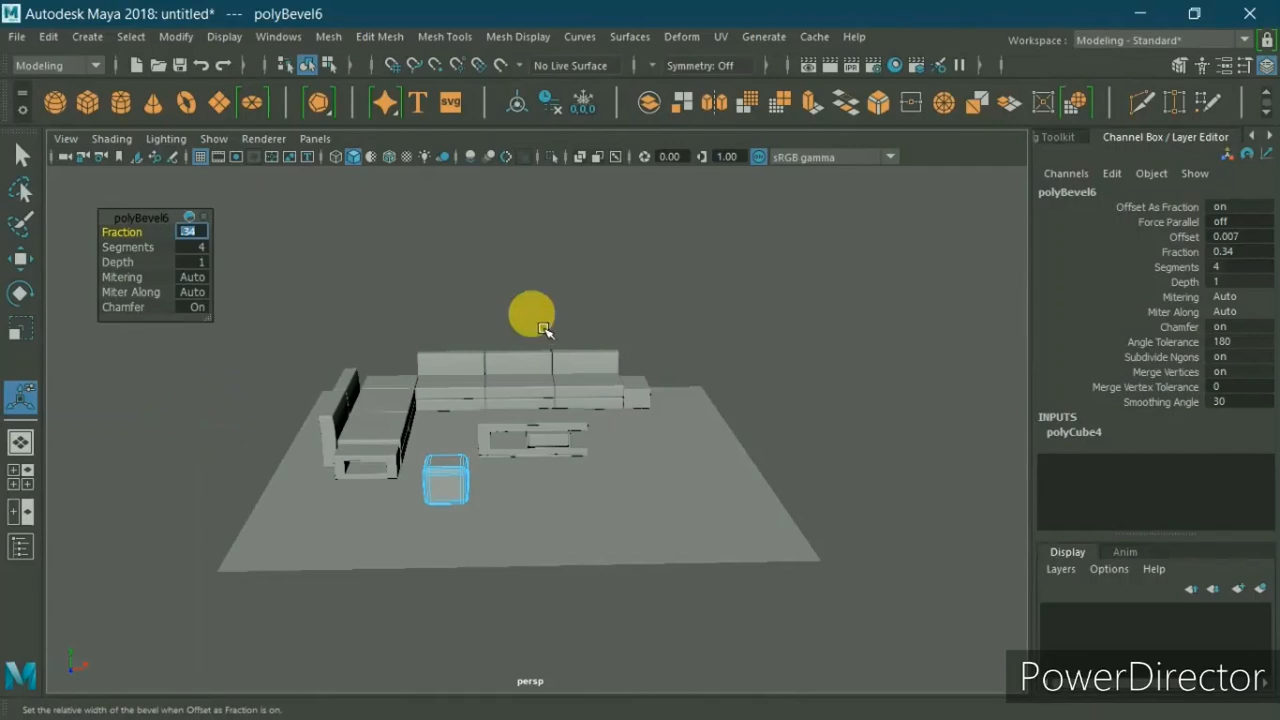 Autodesk Maya 2018: untitled* --- polyBevel6
File Edit Create Select Modify Display Windows Mesh Edit Mesh Mesh Tools Mesh Display Curves Surfaces Deform UV Generate Cache Help
Workspace : Modeling - Standard*
Modeling
No Live Surface
Symmetry: Off
T
svg
0,0,0
View Shading Lighting Show Renderer Panels
g Toolkit
Channel Box / Layer Editor
0.00
1.00
sRGB gamma
Channels Edit Object Show
polyBevel6
Offset As Fraction on
Force Parallel off
Offset 0.007
Fraction 0.34
Segments 4
Depth 1
Mitering Auto
Miter Along Auto
Chamfer on
Angle Tolerance 180
Subdivide Ngons on
Merge Vertices on
Merge Vertex Tolerance 0
Smoothing Angle 30
INPUTS
polyCube4
polyBevel6
Fraction .34
Segments 4
Depth 1
Mitering Auto
Miter Along Auto
Chamfer On
Display Anim
Layers Options Help
persp
PowerDirector
Set the relative width of the bevel when Offset as Fraction is on.